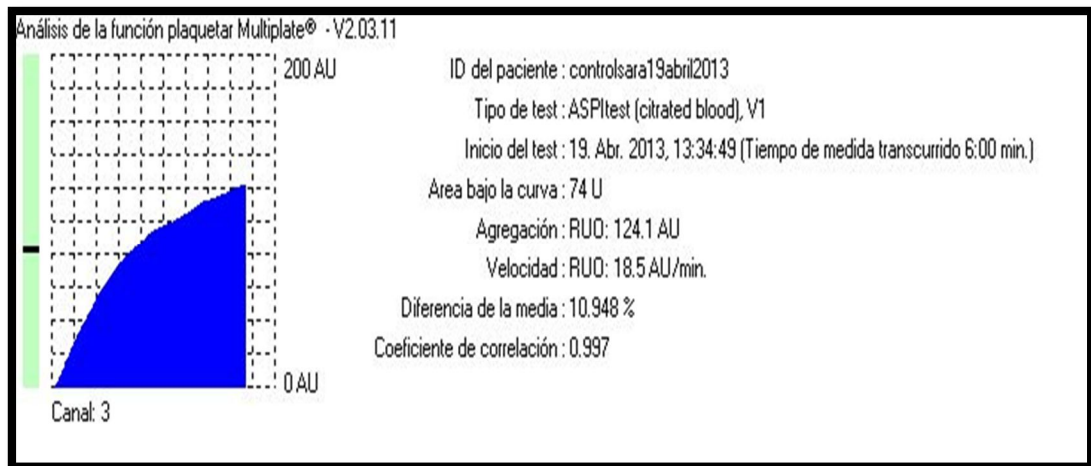 Análisis de la función plaquetar Multiplate® - V2.03.11
200 AU
ID del paciente : controlsara19abril2013
Tipo de test : ASPItest (citrated blood), V1
Inicio del test : 19. Abr. 2013, 13:34:49 (Tiempo de medida transcurrido 6:00 min.)
Area bajo la curva : 74 U
Agregación : RUO: 124.1 AU
Velocidad : RUO: 18.5 AU/min.
Diferencia de la media : 10.948 %
Coeficiente de correlación : 0.997
0 AU
Canal: 3